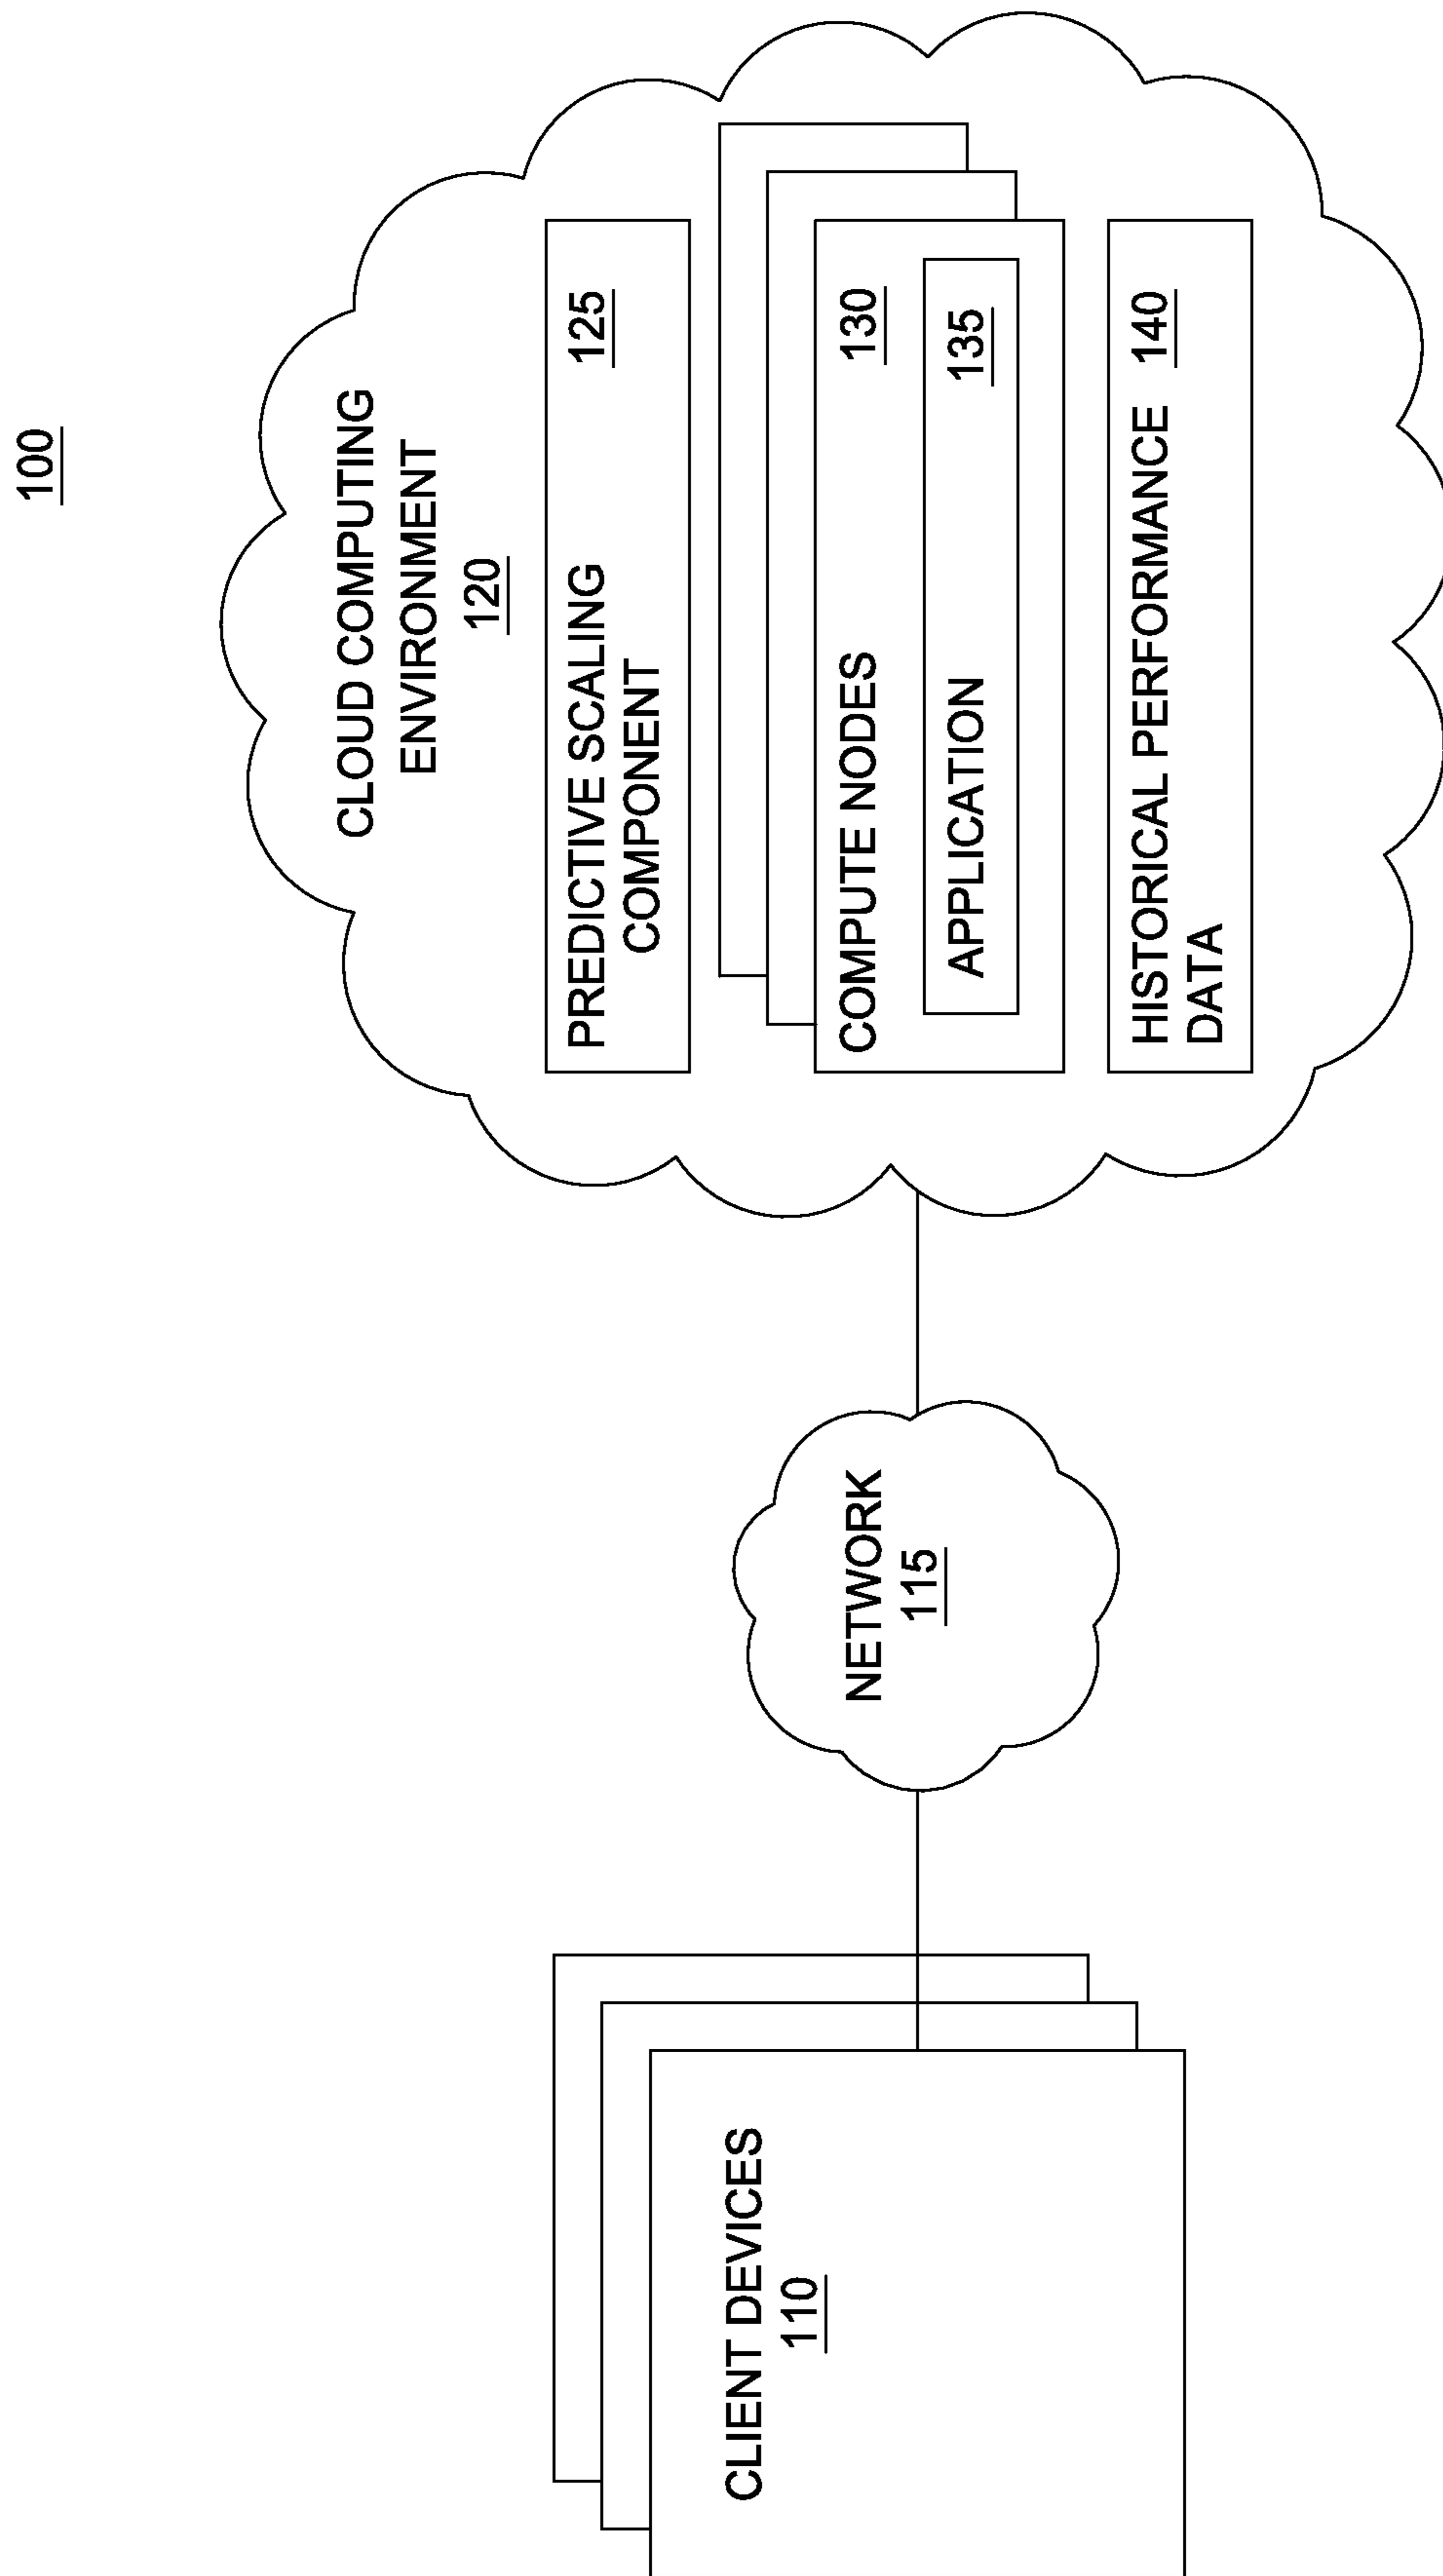 100
CLOUD COMPUTING
ENVIRONMENT
120
PREDICTIVE SCALING 125
COMPONENT
COMPUTE NODES 130
APPLICATION 135
HISTORICAL PERFORMANCE 140
DATA
NETWORK
115
CLIENT DEVICES
110